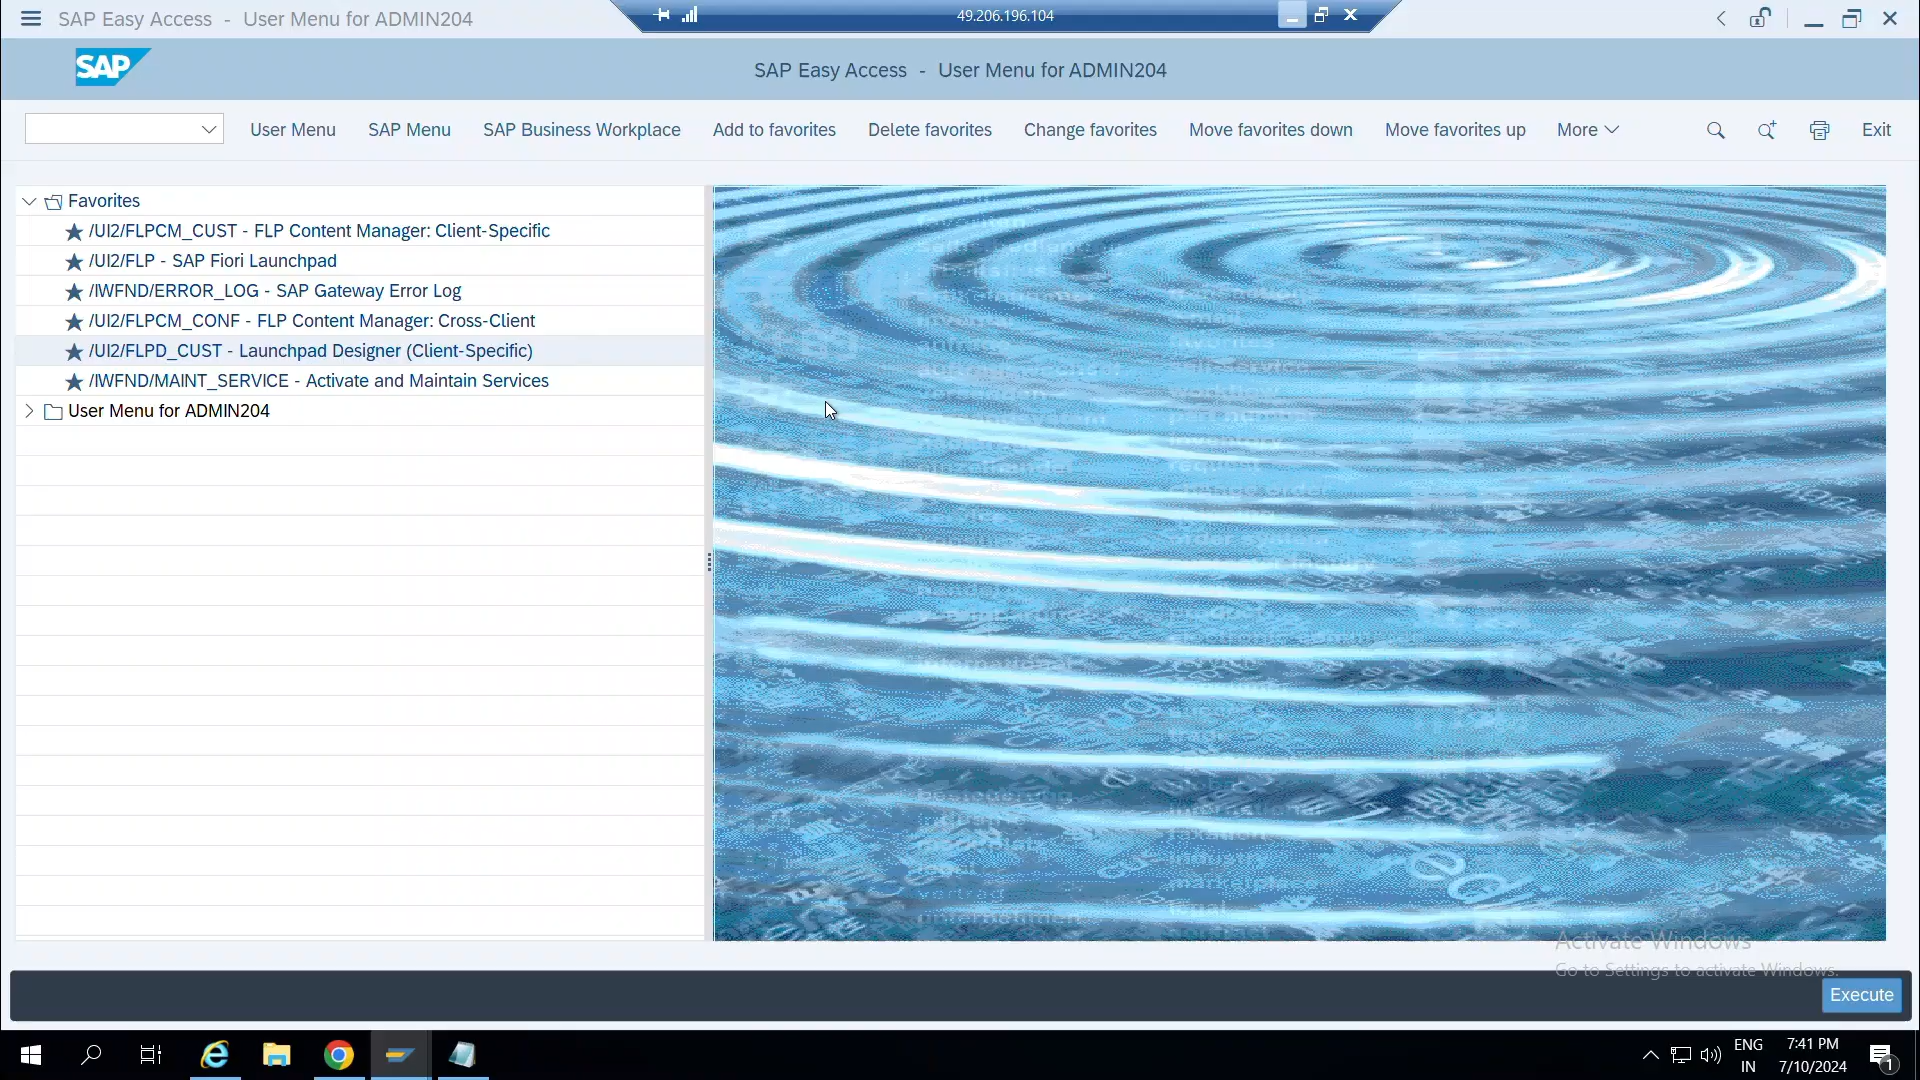 SAP Easy Access - User Menu for ADMIN204
49.206.196.104
SAP
SAP Easy Access - User Menu for ADMIN204
User Menu
SAP Menu
SAP Business Workplace
Add to favorites
Delete favorites
Change favorites
Move favorites down
Move favorites up
More
Exit
Favorites
/UI2/FLPCM_CUST - FLP Content Manager: Client-Specific
/UI2/FLP - SAP Fiori Launchpad
/IWFND/ERROR_LOG - SAP Gateway Error Log
/UI2/FLPCM_CONF - FLP Content Manager: Cross-Client
/UI2/FLPD_CUST - Launchpad Designer (Client-Specific)
/IWFND/MAINT_SERVICE - Activate and Maintain Services
User Menu for ADMIN204
Activate Windows
Go to Settings to activate Windows.
Execute
ENG
IN
7:41 PM
7/10/2024
1